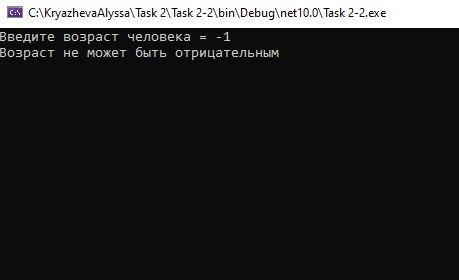 C:\KryazhevaAlyssa\Task 2\Task 2-2\bin\Debug\net10.0\Task 2-2.exe
Введите возраст человека = -1
Возраст не может быть отрицательным